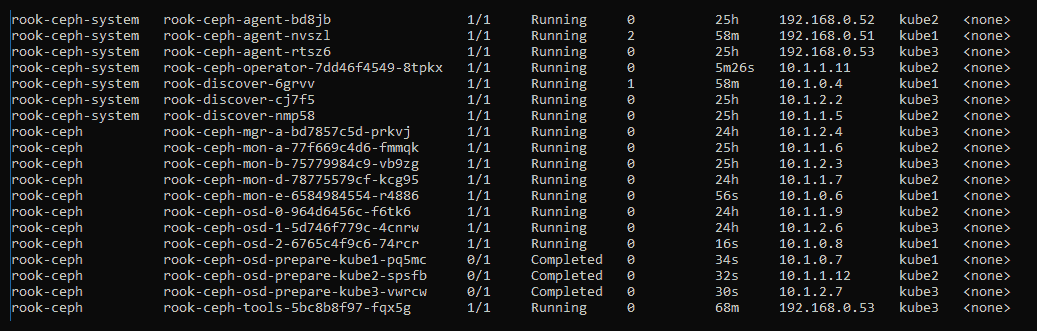 rook-ceph-system rook-ceph-agent-bd8jb 1/1 Running 0 25h 192.168.0.52 kube2 <none>
rook-ceph-system rook-ceph-agent-nvszl 1/1 Running 2 58m 192.168.0.51 kube1 <none>
rook-ceph-system rook-ceph-agent-rtsz6 1/1 Running 0 25h 192.168.0.53 kube3 <none>
rook-ceph-system rook-ceph-operator-7dd46f4549-8tpkx 1/1 Running 0 5m26s 10.1.1.11 kube2 <none>
rook-ceph-system rook-discover-6grvv 1/1 Running 1 58m 10.1.0.4 kube1 <none>
rook-ceph-system rook-discover-cj7f5 1/1 Running 0 25h 10.1.2.2 kube3 <none>
rook-ceph-system rook-discover-nmp58 1/1 Running 0 25h 10.1.1.5 kube2 <none>
rook-ceph rook-ceph-mgr-a-bd7857c5d-prkvj 1/1 Running 0 24h 10.1.2.4 kube3 <none>
rook-ceph rook-ceph-mon-a-77f669c4d6-fmmqk 1/1 Running 0 25h 10.1.1.6 kube2 <none>
rook-ceph rook-ceph-mon-b-75779984c9-vb9zg 1/1 Running 0 25h 10.1.2.3 kube3 <none>
rook-ceph rook-ceph-mon-d-78775579cf-kcg95 1/1 Running 0 24h 10.1.1.7 kube2 <none>
rook-ceph rook-ceph-mon-e-6584984554-r4886 1/1 Running 0 56s 10.1.0.6 kube1 <none>
rook-ceph rook-ceph-osd-0-964d6456c-f6tk6 1/1 Running 0 24h 10.1.1.9 kube2 <none>
rook-ceph rook-ceph-osd-1-5d746f779c-4cnrw 1/1 Running 0 24h 10.1.2.6 kube3 <none>
rook-ceph rook-ceph-osd-2-6765c4f9c6-74rcr 1/1 Running 0 16s 10.1.0.8 kube1 <none>
rook-ceph rook-ceph-osd-prepare-kube1-pq5mc 0/1 Completed 0 34s 10.1.0.7 kube1 <none>
rook-ceph rook-ceph-osd-prepare-kube2-spsfb 0/1 Completed 0 32s 10.1.1.12 kube2 <none>
rook-ceph rook-ceph-osd-prepare-kube3-vwrcw 0/1 Completed 0 30s 10.1.2.7 kube3 <none>
rook-ceph rook-ceph-tools-5bc8b8f97-fqx5g 1/1 Running 0 68m 192.168.0.53 kube3 <none>